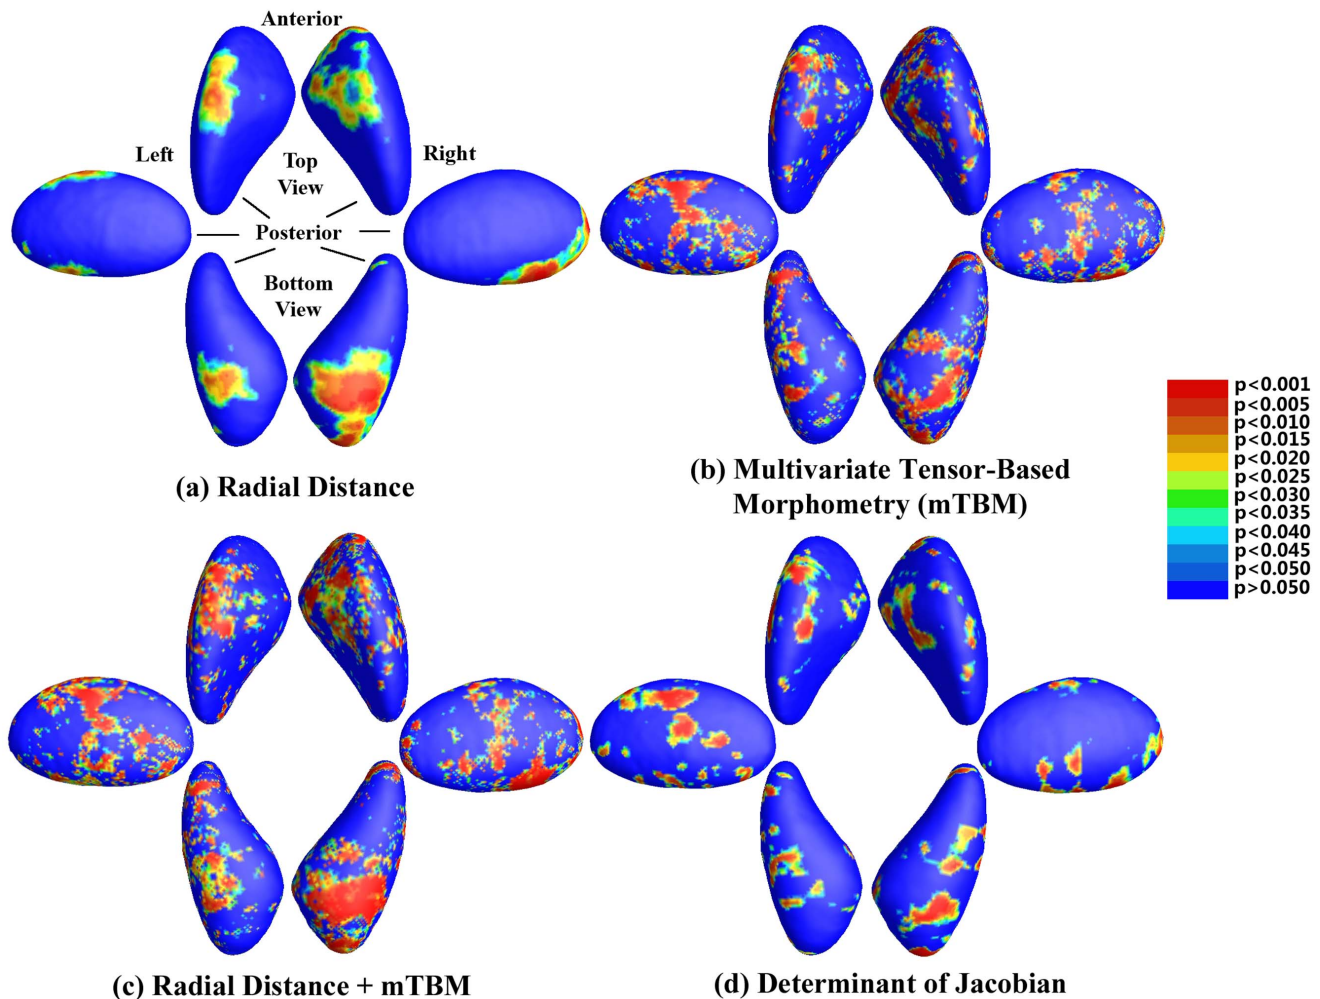 Anterior
Left
Right
Top
View
Posterior
Bottom
View
(a) Radial Distance
(b) Multivariate Tensor-Based
Morphometry (mTBM)
p<0.001
p<0.005
p<0.010
p<0.015
p<0.020
p<0.025
p<0.030
p<0.035
p<0.040
p<0.045
p<0.050
p>0.050
(c) Radial Distance + mTBM
(d) Determinant of Jacobian